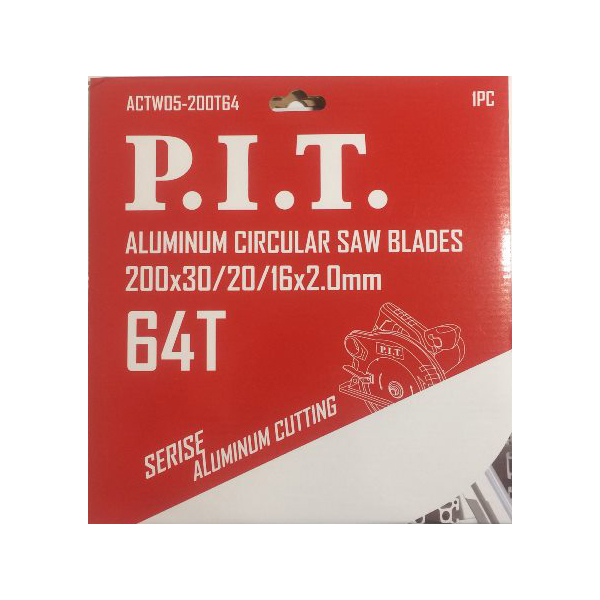 ACTW05-200T64
1PC
P.I.T.
ALUMINUM CIRCULAR SAW BLADES
200x30/20/16x2.0mm
64T
P.I.T.
SERISE
ALUMINUM CUTTING